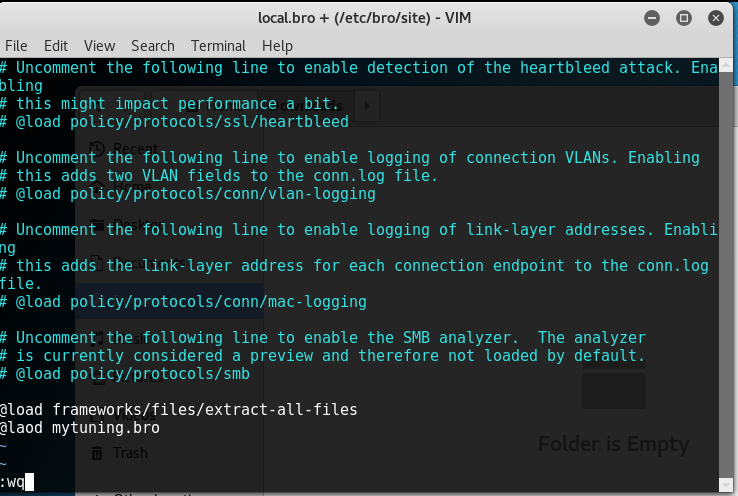 local.bro + (/etc/bro/site) - VIM
File Edit View Search Terminal Help
# Uncomment the following line to enable detection of the heartbleed attack. Ena
bling
# this might impact performance a bit.
# @load policy/protocols/ssl/heartbleed
Recent
# Uncomment the following line to enable logging of connection VLANs. Enabling
# this adds two VLAN fields to the conn.log file.
Home
# @load policy/protocols/conn/vlan-logging
Desktop
# Uncomment the following line to enable logging of link-layer addresses. Enabli
ng
# this adds the link-layer address for each connection endpoint to the conn.log
file.
# @load policy/protocols/conn/mac-logging
# Uncomment the following line to enable the SMB analyzer.  The analyzer
# is currently considered a preview and therefore not loaded by default.
# @load policy/protocols/smb
@load frameworks/files/extract-all-files
@laod mytuning.bro
~
Folder is Empty
Trash
~
:wq